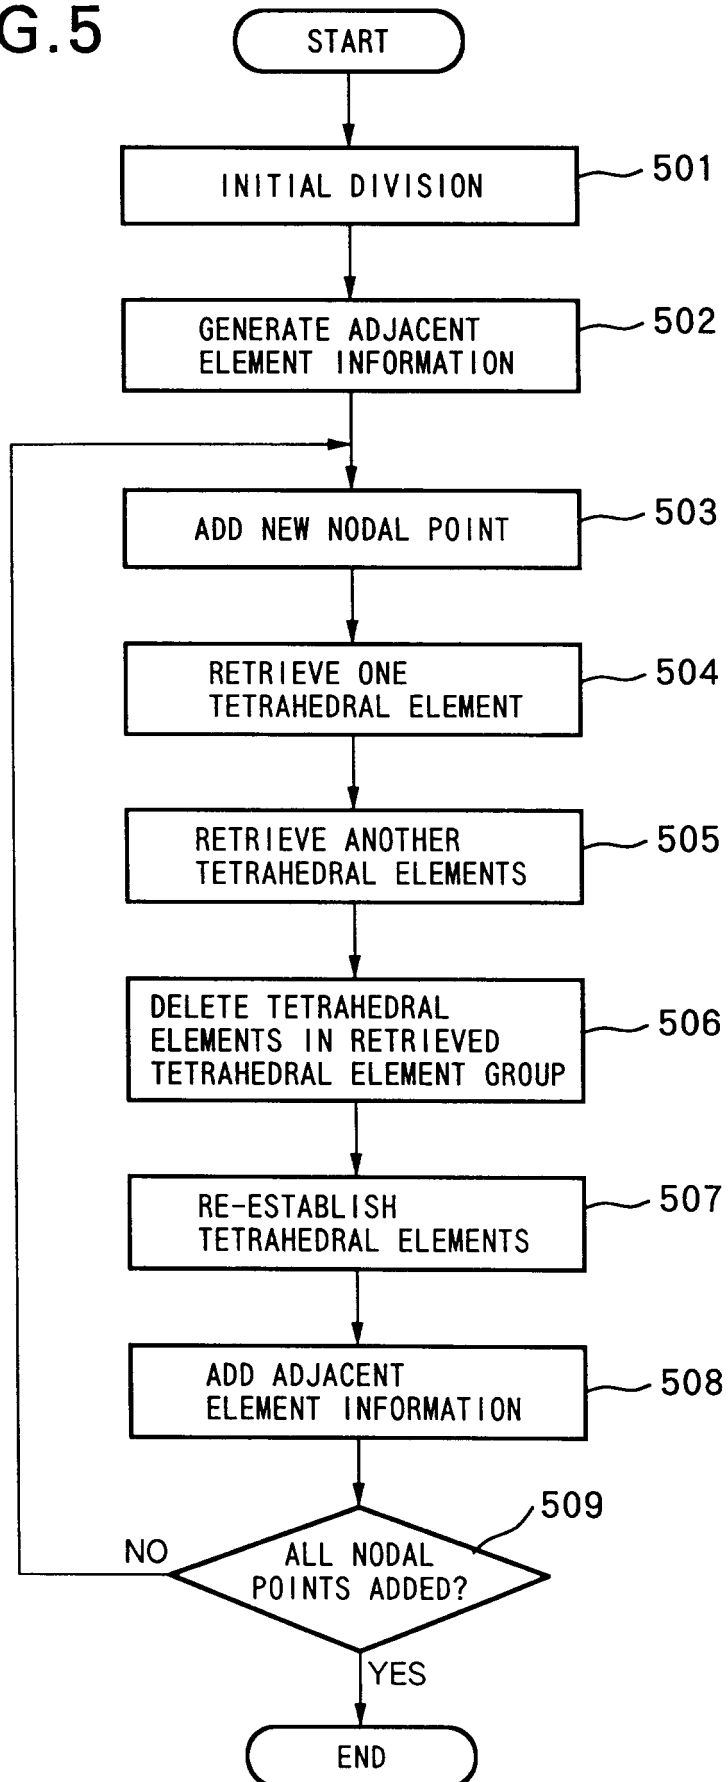 G.5
START
INITIAL DIVISION
501
GENERATE ADJACENT
ELEMENT INFORMATION
502
ADD NEW NODAL POINT
503
RETRIEVE ONE
TETRAHEDRAL ELEMENT
504
RETRIEVE ANOTHER
TETRAHEDRAL ELEMENTS
505
DELETE TETRAHEDRAL
ELEMENTS IN RETRIEVED
TETRAHEDRAL ELEMENT GROUP
506
RE-ESTABLISH
TETRAHEDRAL ELEMENTS
507
ADD ADJACENT
ELEMENT INFORMATION
508
509
NO
ALL NODAL
POINTS ADDED?
YES
END